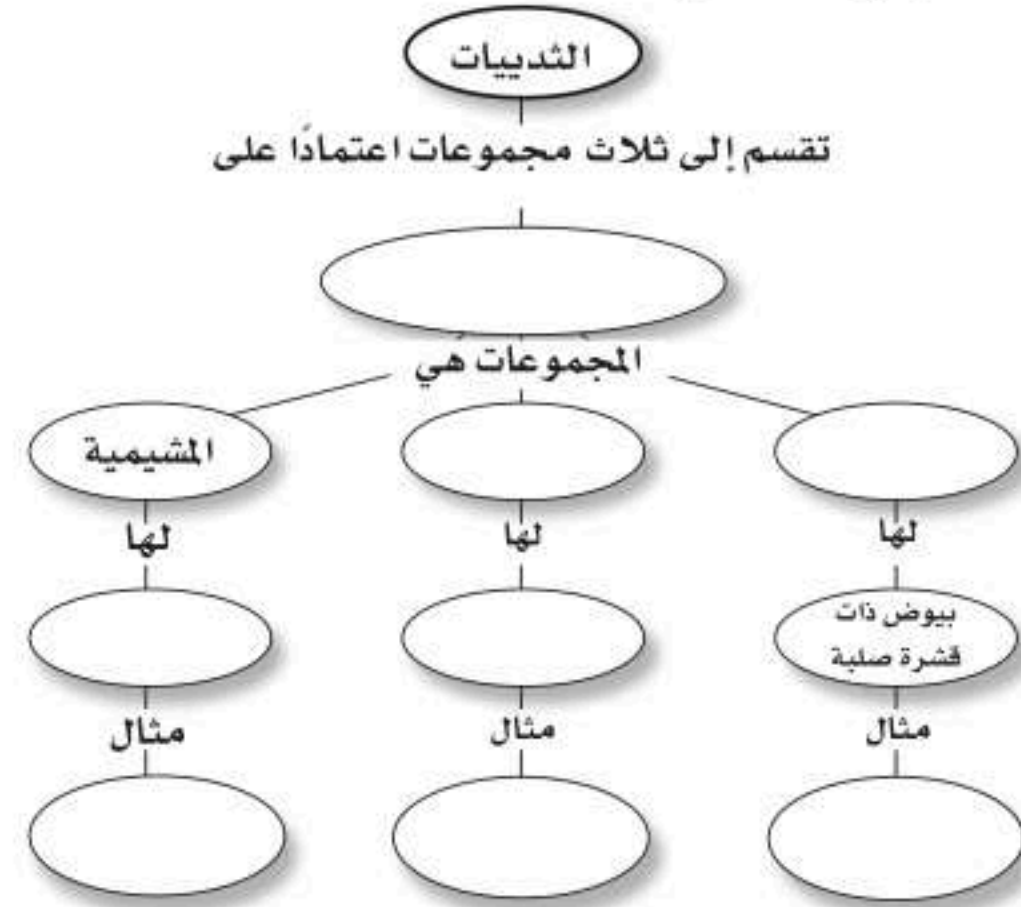 الثدييات
تقسم إلى ثلاث مجموعات اعتمادًا على
المجموعات هي
المشيمية
لها
لها
لها
بيوض ذات
قشرة صلبة
مثال
مثال
مثال